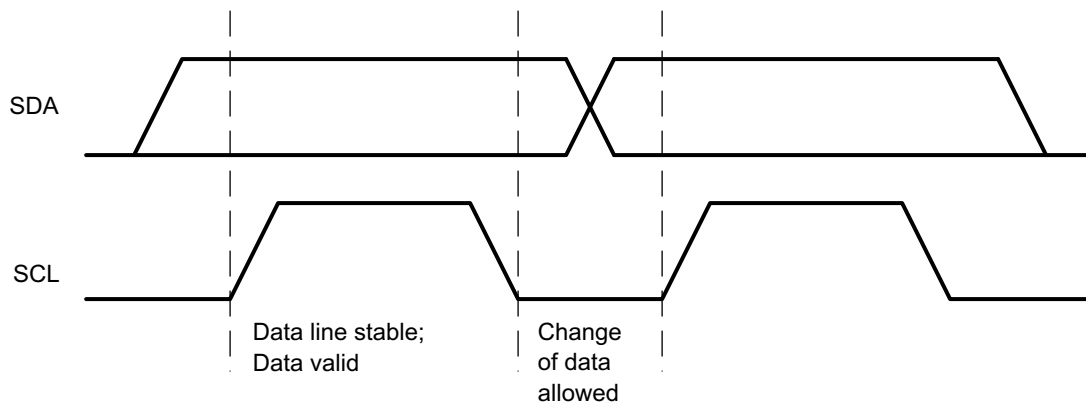 SDA
SCL
Data line stable;
Data valid
Change
of data
allowed